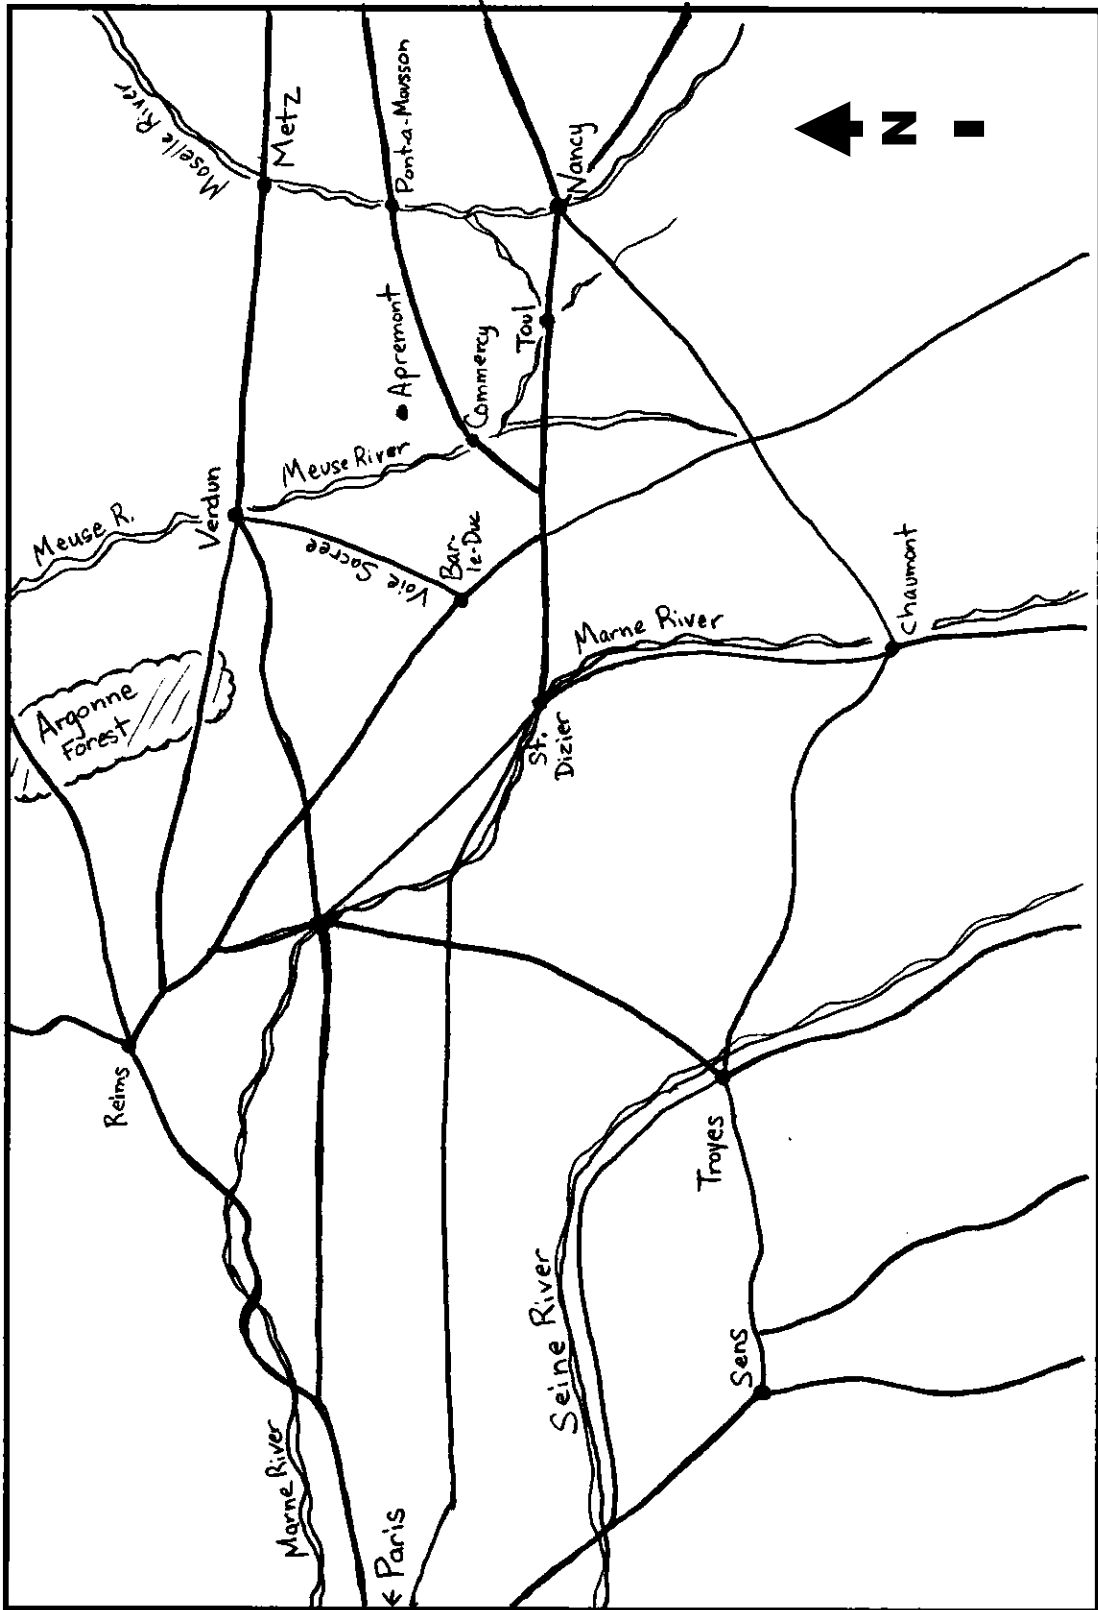 Moselle River
Metz
Pont-a-Mousson
Nancy
N
Apremont
Commercy
Toul
Meuse River
Meuse R.
Verdun
Voie Sacree
Bar-
le-Duc
Argonne
Forest
Marne River
Chaumont
St.
Dizier
Reims
Troyes
Seine River
Sens
Marne River
Paris